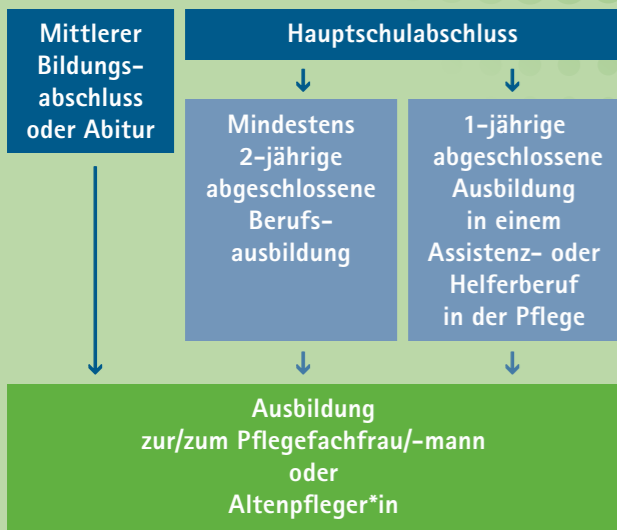 Mittlerer
Bildungs-
abschluss
oder Abitur
Hauptschulabschluss
Mindestens
2-jährige
abgeschlossene
Berufs-
ausbildung
1-jährige
abgeschlossene
Ausbildung
in einem
Assistenz- oder
Helferberuf
in der Pflege
Ausbildung
zur/zum Pflegefachfrau/-mann
oder
Altenpfleger*in